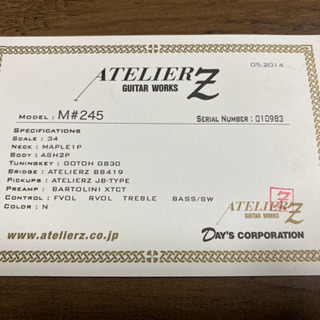 05.2014
ATELIER Z
GUITAR WORKS
MODEL : M#245
SERIAL NUMBER : 010983
SPECIFICATIONS
SCALE : 34
NECK : MAPLE1P
BODY : ASH2P
TUNINGKEY : GOTOH GB30
BRIDGE : ATELIERZ BB419
PICKUPS : ATELIERZ JB-TYPE
PREAMP : BARTOLINI XTCT
CONTROL : FVOL RVOL TREBLE BASS/SW
COLOR : N
ATELIER Z
GUITAR WORKS
www.atelierz.co.jp
DAY'S CORPORATION